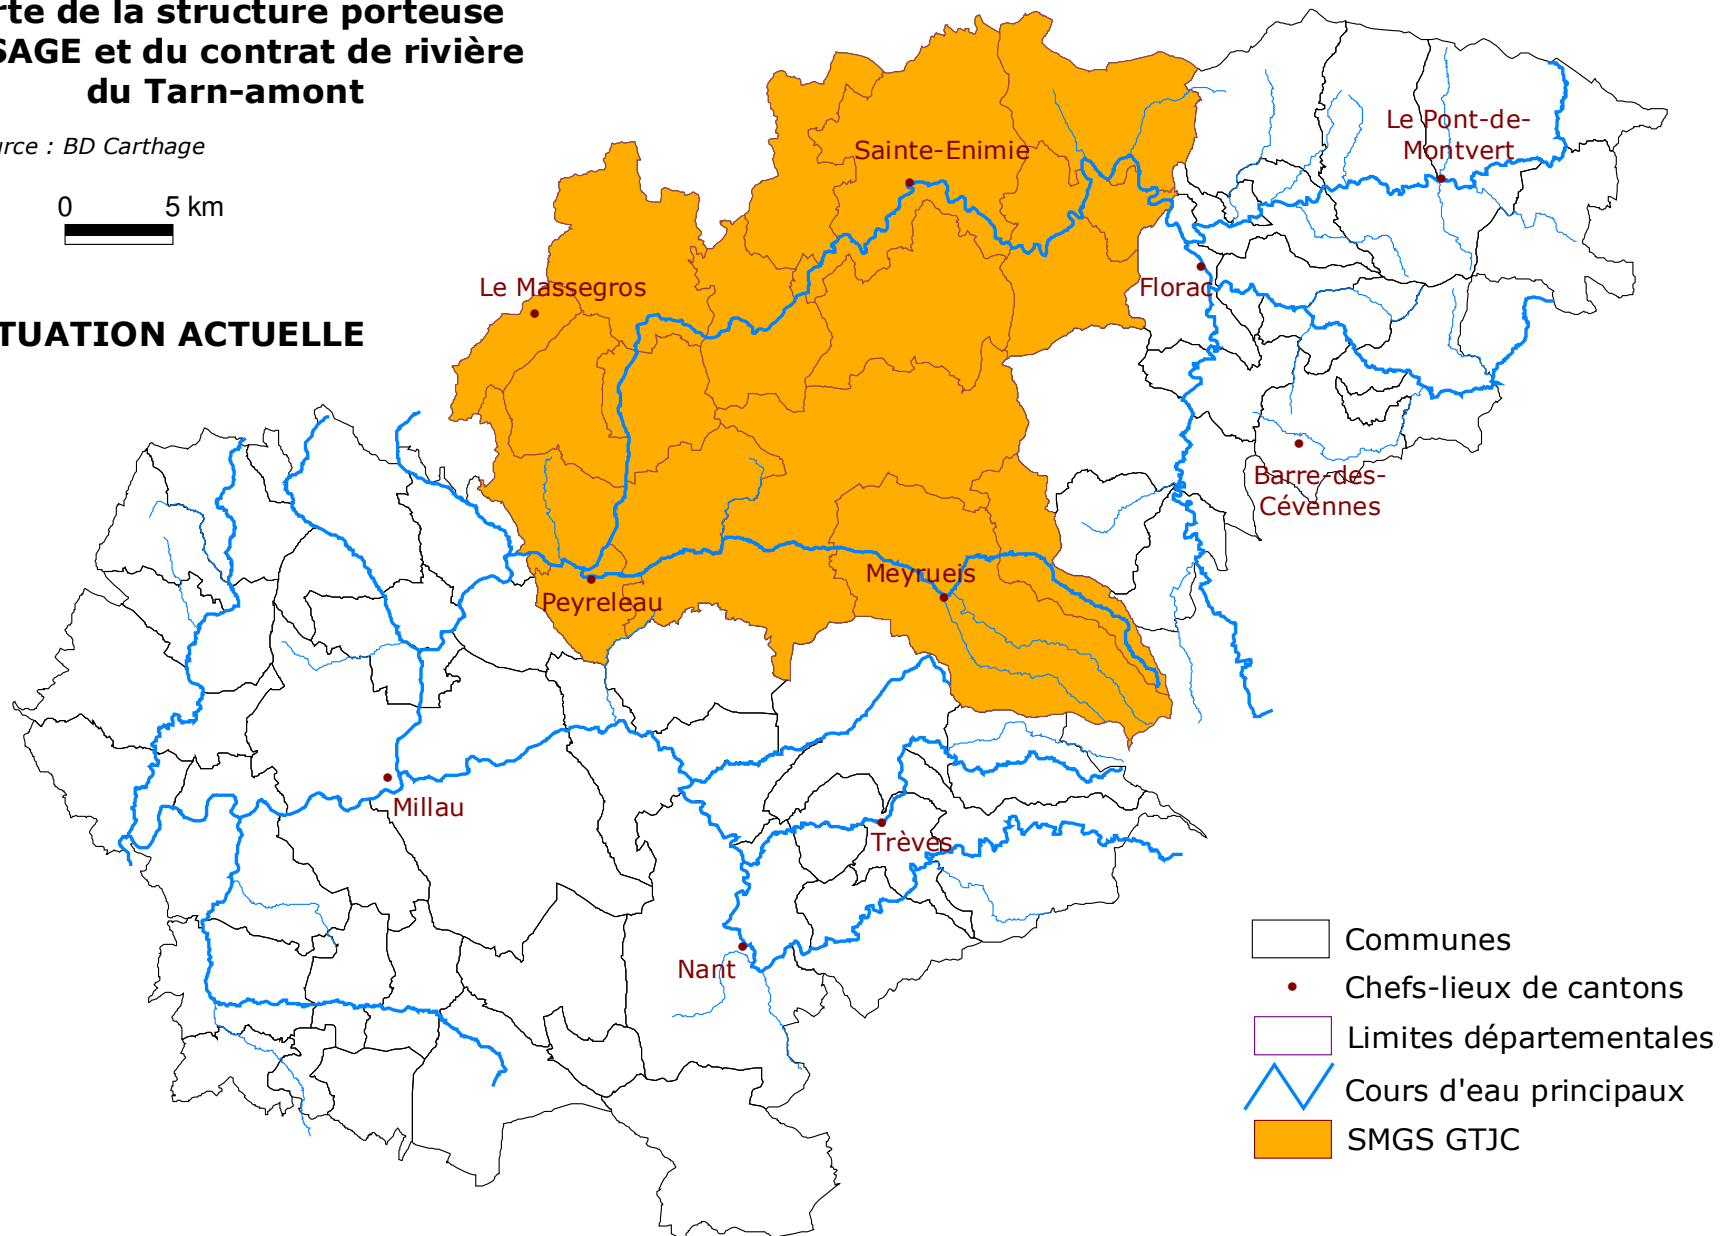 rte de la structure porteuse
SAGE et du contrat de rivière
du Tarn-amont
rce : BD Carthage
0 5 km
TUATION ACTUELLE
Le Pont-de-
Montvert
Sainte-Enimie
Le Massegros
Florac
Barre-des-
Cévennes
Meyrueis
Peyreleau
Millau
Trèves
Nant
Communes
Chefs-lieux de cantons
Limites départementales
Cours d'eau principaux
SMGS GTJC